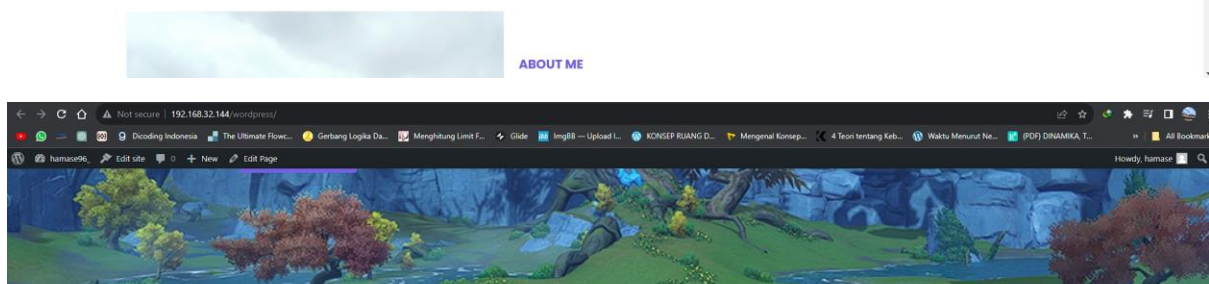 ABOUT ME
Not secure | 192.168.32.144/wordpress/
Dicoding Indonesia The Ultimate Flowc... Gerbang Logika Da... Menghitung Limit F... Glide ImgBB — Upload I... KONSEP RUANG D... Mengenal Konsep... 4 Teori tentang Keb... Waktu Menurut Ne... (PDF) DINAMIKA, T... » All Bookmark
hamase96_ Edit site 0 + New Edit Page Howdy, hamase